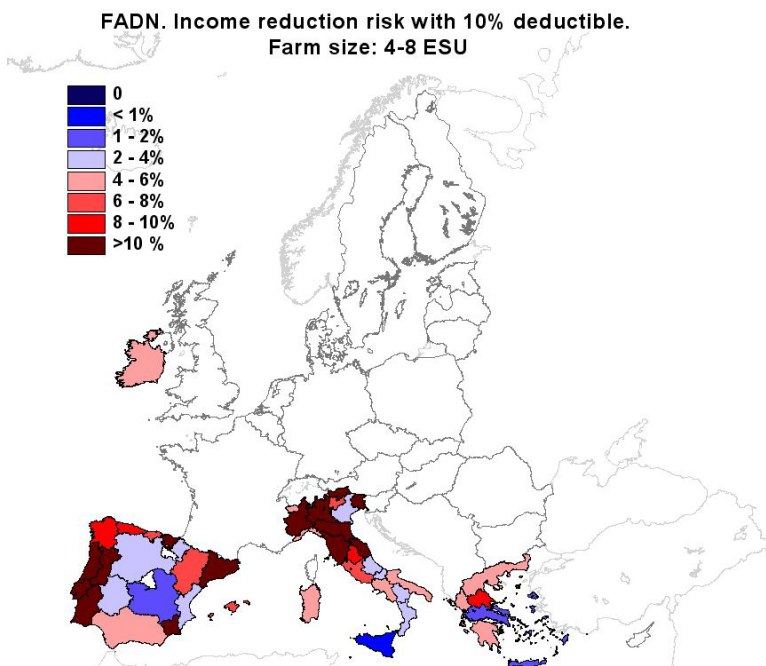 FADN. Income reduction risk with 10% deductible.
Farm size: 4-8 ESU
0
< 1%
1 - 2%
2 - 4%
4 - 6%
6 - 8%
8 - 10%
>10 %